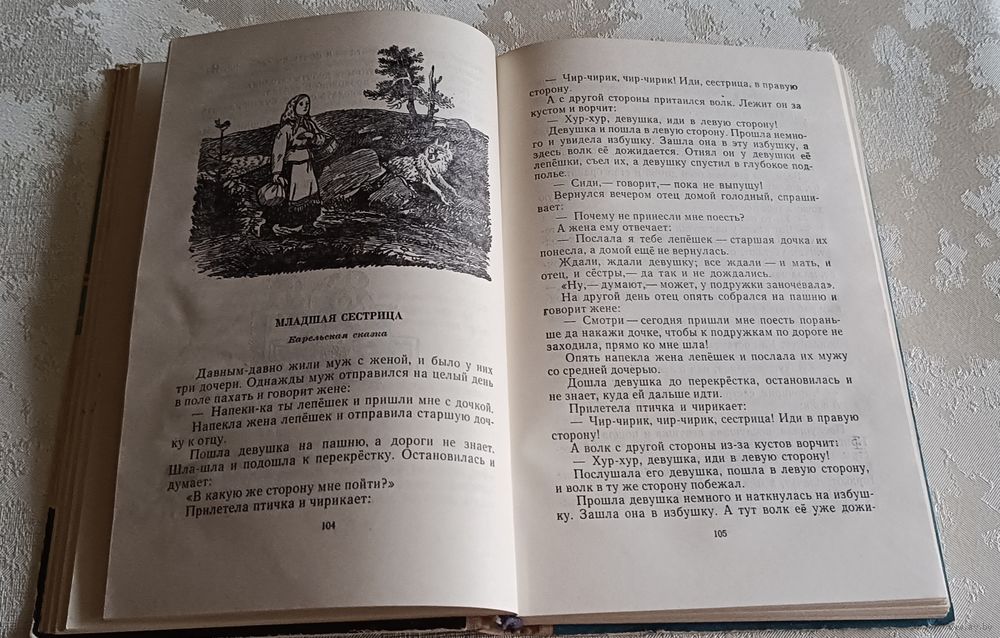 МЛАДШАЯ СЕСТРИЦА
Карельская сказка
Давным-давно жили муж с женой, и было у них
три дочери. Однажды муж отправился на целый день
в поле пахать и говорит жене:
— Напеки-ка ты лепёшек и пришли мне с дочкой.
Напекла жена лепёшек и отправила старшую доч-
ку к отцу.
Пошла девушка на пашню, а дороги не знает.
Шла-шла и подошла к перекрёстку. Остановилась и
думает:
«В какую же сторону мне пойти?»
Прилетела птичка и чирикает:
104
— Чир-чирик, чир-чирик! Иди, сестрица, в правую
сторону.
А с другой стороны притаился волк. Лежит он за
кустом и ворчит:
— Хур-хур, девушка, иди в левую сторону!
Девушка и пошла в левую сторону. Прошла немно-
го и увидела избушку. Зашла она в эту избушку, а
здесь волк её дожидается. Отнял он у девушки её
лепёшки, съел их, а девушку спустил в глубокое под-
полье:
— Сиди,— говорит,— пока не выпущу!
Вернулся вечером отец домой голодный, спраши-
вает:
— Почему не принесли мне поесть?
А жена ему отвечает:
— Послала я тебе лепёшек — старшая дочка их
понесла, а домой ещё не вернулась.
Ждали, ждали девушку; все ждали — и мать, и
отец, и сёстры,— да так и не дождались.
«Ну,— думают,— может, у подружки заночевала».
На другой день отец опять собрался на пашню и
говорит жене:
— Смотри — сегодня пришли мне поесть порань-
ше да накажи дочке, чтобы к подружкам по дороге не
заходила, прямо ко мне шла!
Опять напекла жена лепёшек и послала их мужу
со средней дочерью.
Дошла девушка до перекрёстка, остановилась и
не знает, куда ей дальше идти.
Прилетела птичка и чирикает:
— Чир-чирик, чир-чирик, сестрица! Иди в правую
сторону!
А волк с другой стороны из-за кустов ворчит:
— Хур-хур, девушка, иди в левую сторону!
Послушала его девушка, пошла в левую сторону,
и волк в ту же сторону побежал.
Прошла девушка немного и наткнулась на избуш-
ку. Зашла она в избушку. А тут волк её уже дожи-
105